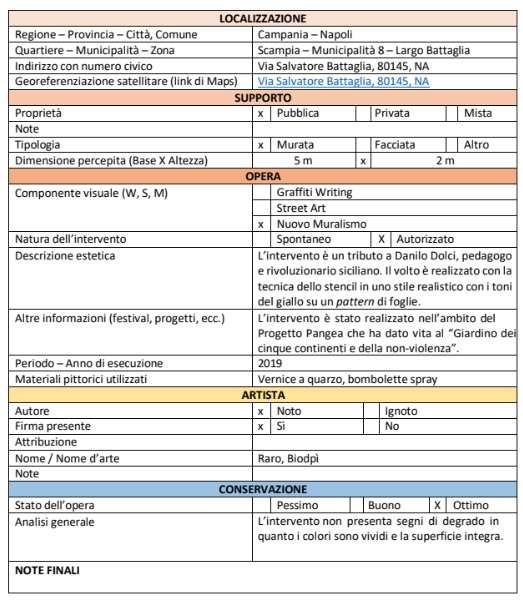 LOCALIZZAZIONE
Regione – Provincia – Città, Comune Campania – Napoli
Quartiere – Municipalità – Zona Scampia – Municipalità 8 – Largo Battaglia
Indirizzo con numero civico Via Salvatore Battaglia, 80145, NA
Georeferenziazione satellitare (link di Maps) Via Salvatore Battaglia, 80145, NA
SUPPORTO
Proprietà x Pubblica Privata Mista
Note
Tipologia x Murata Facciata Altro
Dimensione percepita (Base X Altezza) 5 m x 2 m
OPERA
Componente visuale (W, S, M) Graffiti Writing
Street Art
x Nuovo Muralismo
Natura dell’intervento Spontaneo X Autorizzato
Descrizione estetica L’intervento è un tributo a Danilo Dolci, pedagogo
e rivoluzionario siciliano. Il volto è realizzato con la
tecnica dello stencil in uno stile realistico con i toni
del giallo su un pattern di foglie.
Altre informazioni (festival, progetti, ecc.) L’intervento è stato realizzato nell’ambito del
Progetto Pangea che ha dato vita al “Giardino dei
cinque continenti e della non-violenza”.
Periodo – Anno di esecuzione 2019
Materiali pittorici utilizzati Vernice a quarzo, bombolette spray
ARTISTA
Autore x Noto Ignoto
Firma presente x Sì No
Attribuzione
Nome / Nome d’arte Raro, Biodpì
Note
CONSERVAZIONE
Stato dell’opera Pessimo Buono X Ottimo
Analisi generale L’intervento non presenta segni di degrado in
quanto i colori sono vividi e la superficie integra.
NOTE FINALI